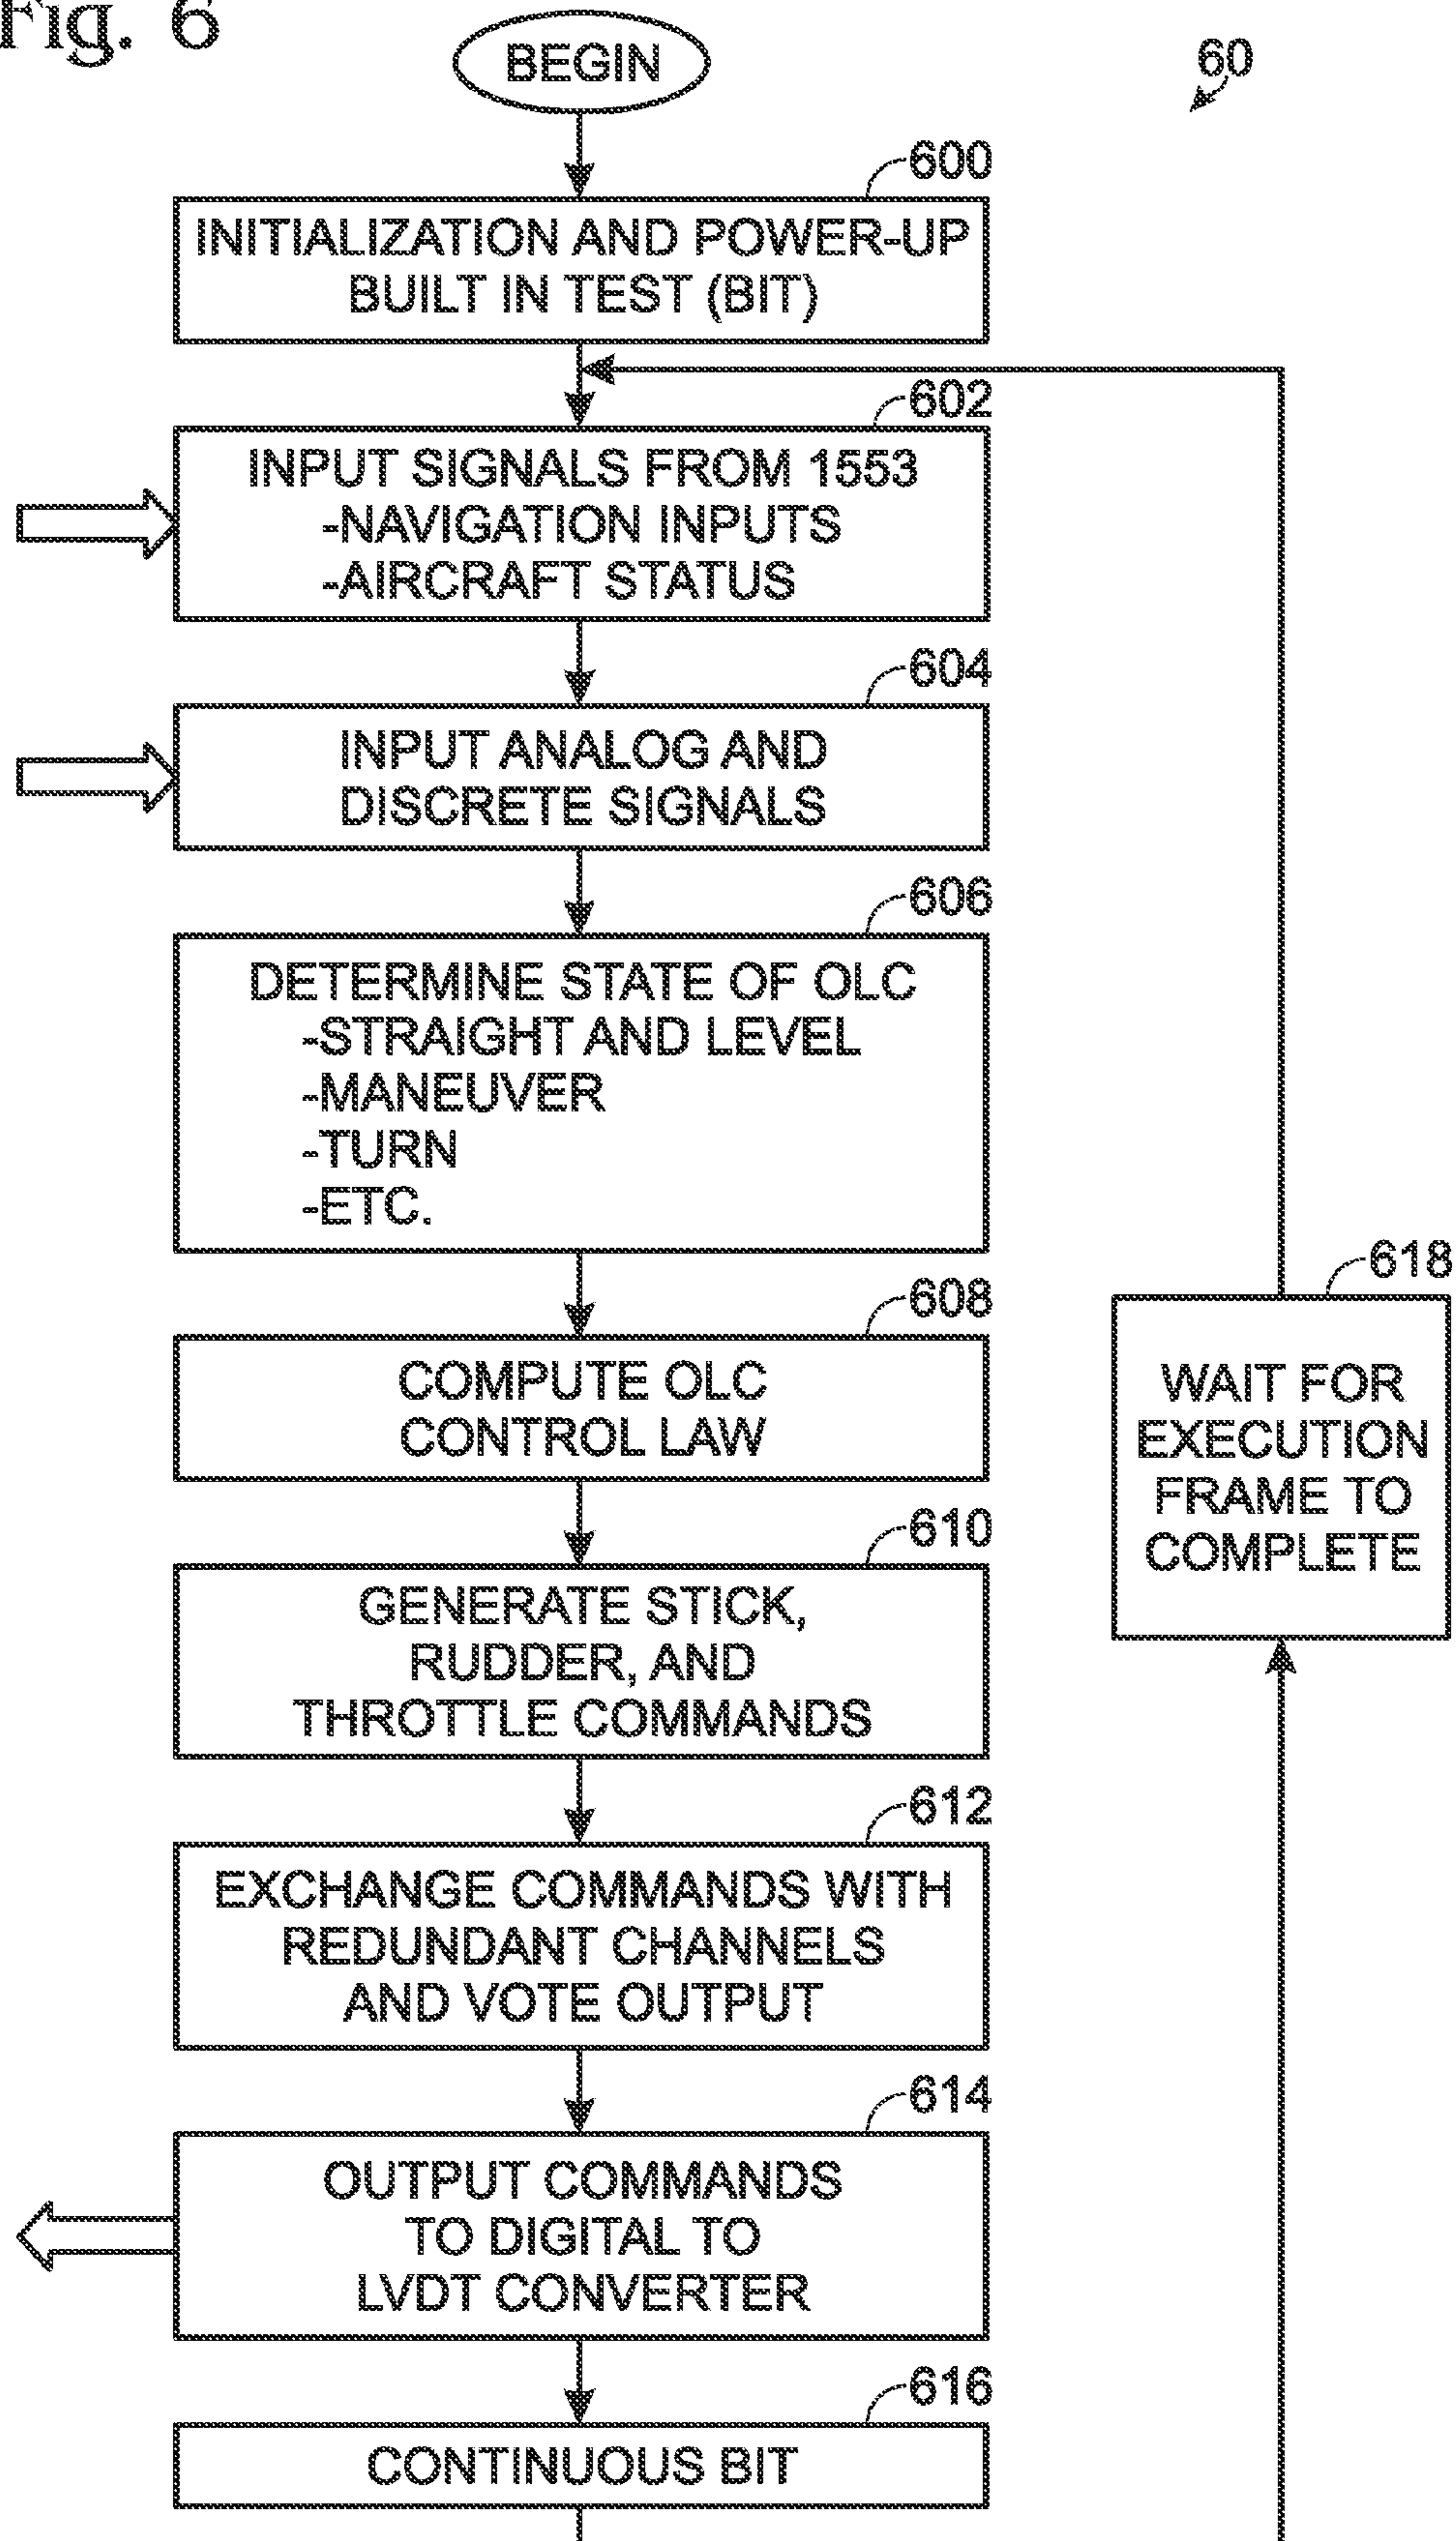 Fig. 6
BEGIN
60
600
INITIALIZATION AND POWER-UP
BUILT IN TEST (BIT)
602
INPUT SIGNALS FROM 1553
-NAVIGATION INPUTS
-AIRCRAFT STATUS
604
INPUT ANALOG AND
DISCRETE SIGNALS
606
DETERMINE STATE OF OLC
-STRAIGHT AND LEVEL
-MANEUVER
-TURN
-ETC.
608
COMPUTE OLC
CONTROL LAW
610
GENERATE STICK,
RUDDER, AND
THROTTLE COMMANDS
612
EXCHANGE COMMANDS WITH
REDUNDANT CHANNELS
AND VOTE OUTPUT
614
OUTPUT COMMANDS
TO DIGITAL TO
LVDT CONVERTER
616
CONTINUOUS BIT
618
WAIT FOR
EXECUTION
FRAME TO
COMPLETE